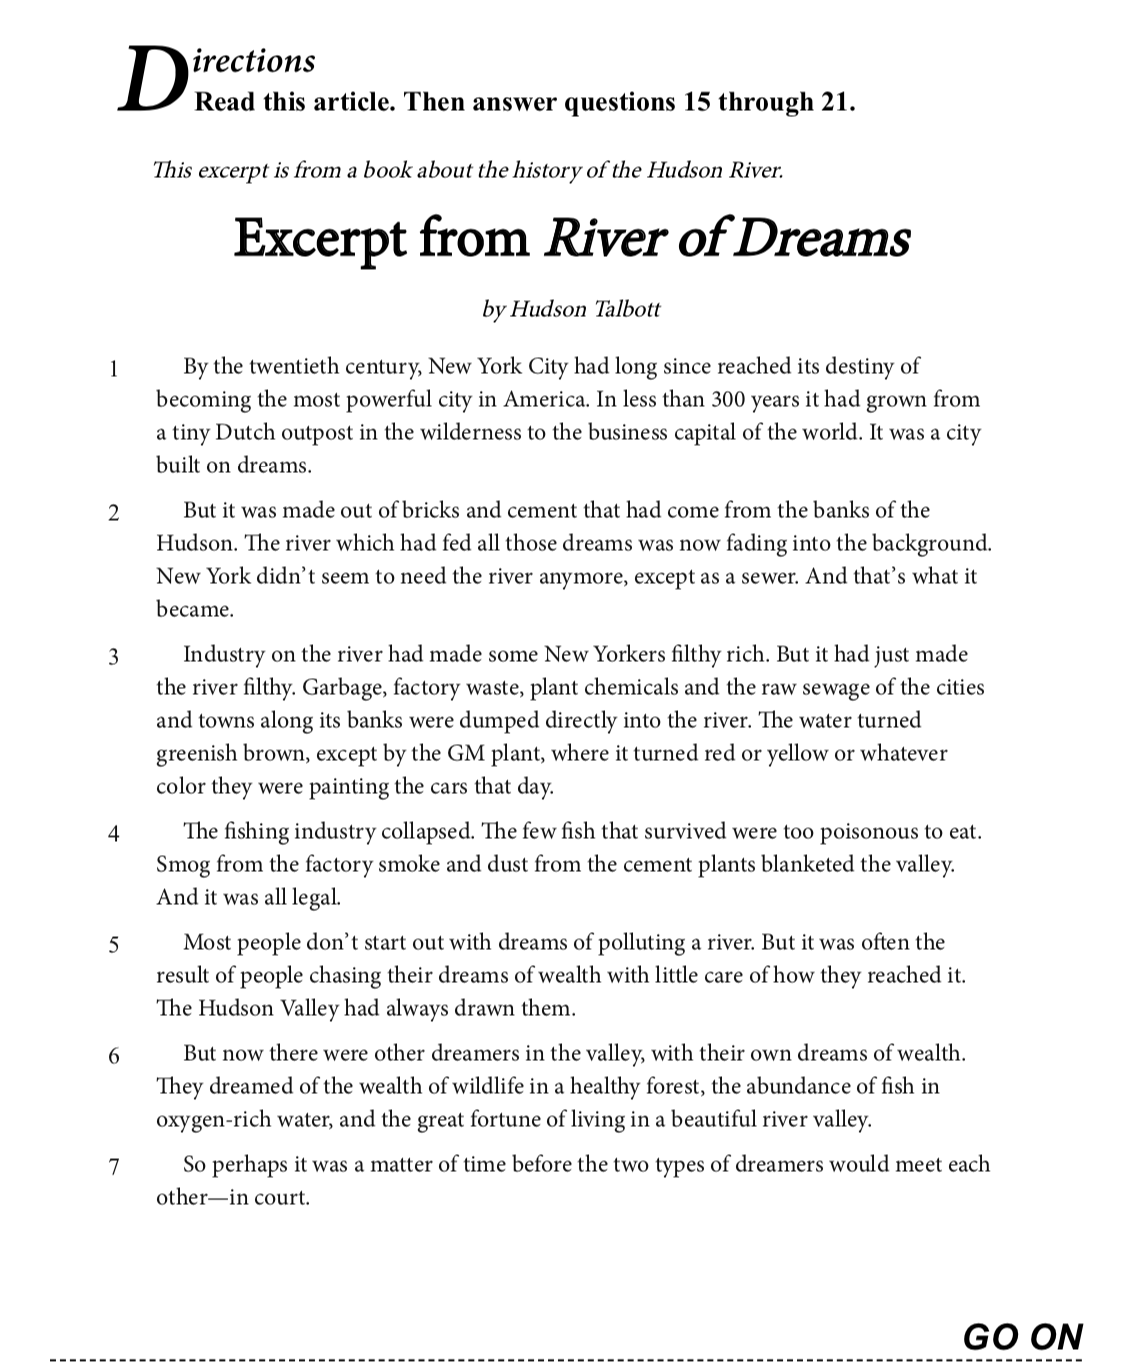 Directions
Read this article. Then answer questions 15 through 21.
This excerpt is from a book about the history of the Hudson River.
Excerpt from River of Dreams
by Hudson Talbott
1 By the twentieth century, New York City had long since reached its destiny of
becoming the most powerful city in America. In less than 300 years it had grown from
a tiny Dutch outpost in the wilderness to the business capital of the world. It was a city
built on dreams.
2 But it was made out of bricks and cement that had come from the banks of the
Hudson. The river which had fed all those dreams was now fading into the background.
New York didn’t seem to need the river anymore, except as a sewer. And that’s what it
became.
3 Industry on the river had made some New Yorkers filthy rich. But it had just made
the river filthy. Garbage, factory waste, plant chemicals and the raw sewage of the cities
and towns along its banks were dumped directly into the river. The water turned
greenish brown, except by the GM plant, where it turned red or yellow or whatever
color they were painting the cars that day.
4 The fishing industry collapsed. The few fish that survived were too poisonous to eat.
Smog from the factory smoke and dust from the cement plants blanketed the valley.
And it was all legal.
5 Most people don’t start out with dreams of polluting a river. But it was often the
result of people chasing their dreams of wealth with little care of how they reached it.
The Hudson Valley had always drawn them.
6 But now there were other dreamers in the valley, with their own dreams of wealth.
They dreamed of the wealth of wildlife in a healthy forest, the abundance of fish in
oxygen-rich water, and the great fortune of living in a beautiful river valley.
7 So perhaps it was a matter of time before the two types of dreamers would meet each
other—in court.
GO ON